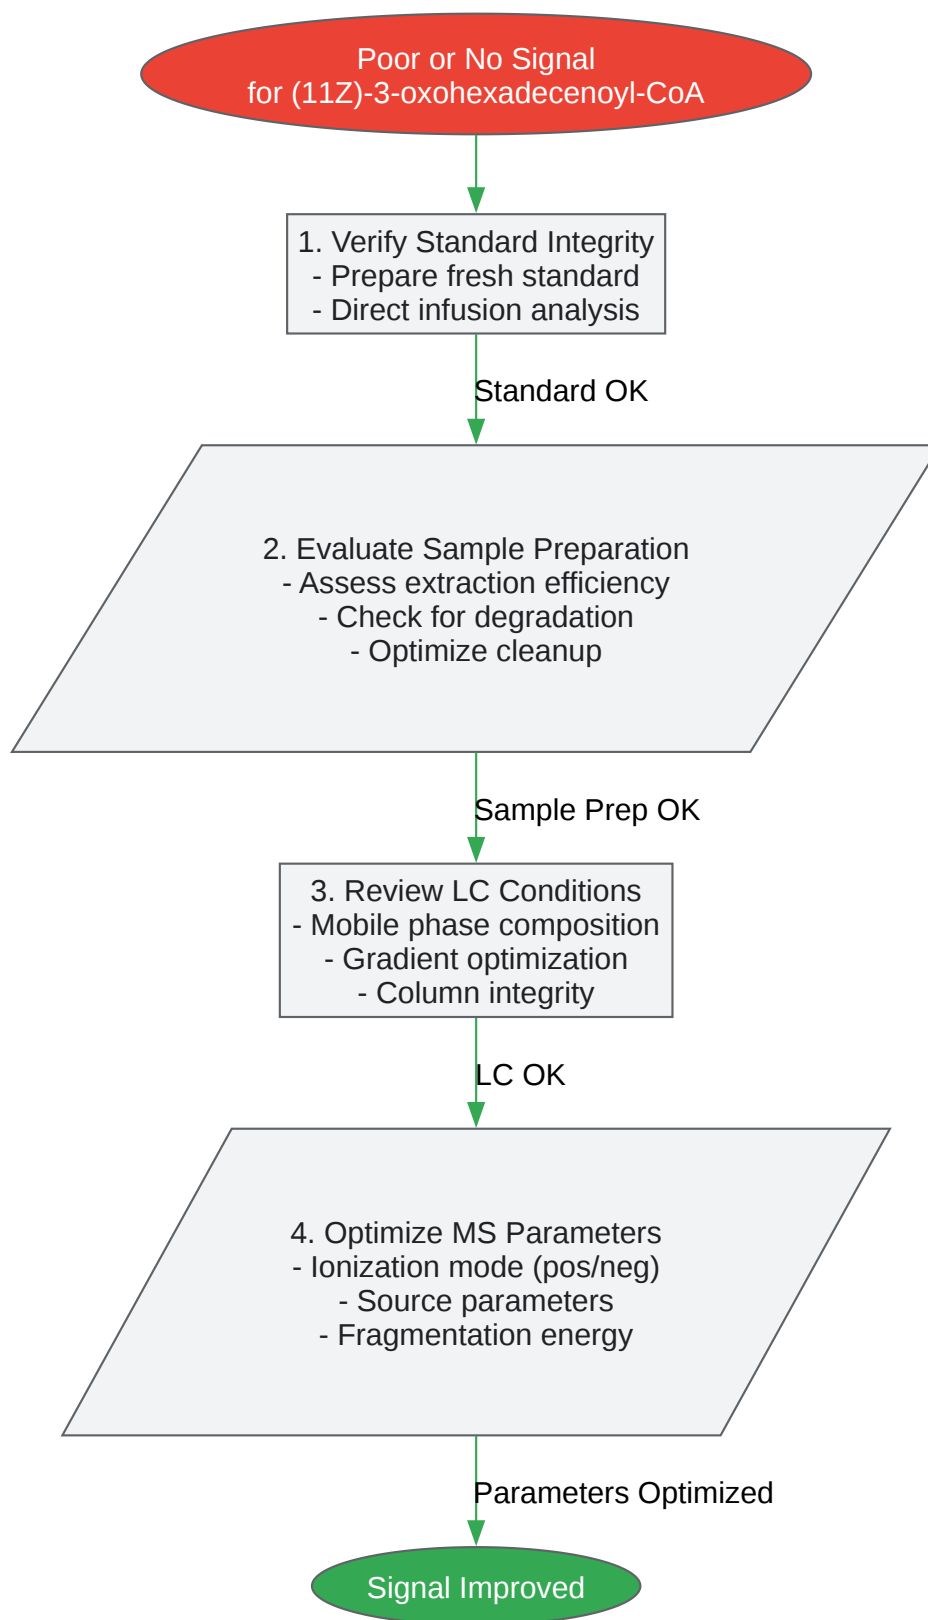 Poor or No Signal
for (11Z)-3-oxohexadecenoyl-CoA
1. Verify Standard Integrity
- Prepare fresh standard
- Direct infusion analysis
Standard OK
2. Evaluate Sample Preparation
- Assess extraction efficiency
- Check for degradation
- Optimize cleanup
Sample Prep OK
3. Review LC Conditions
- Mobile phase composition
- Gradient optimization
- Column integrity
LC OK
4. Optimize MS Parameters
- Ionization mode (pos/neg)
- Source parameters
- Fragmentation energy
Parameters Optimized
Signal Improved